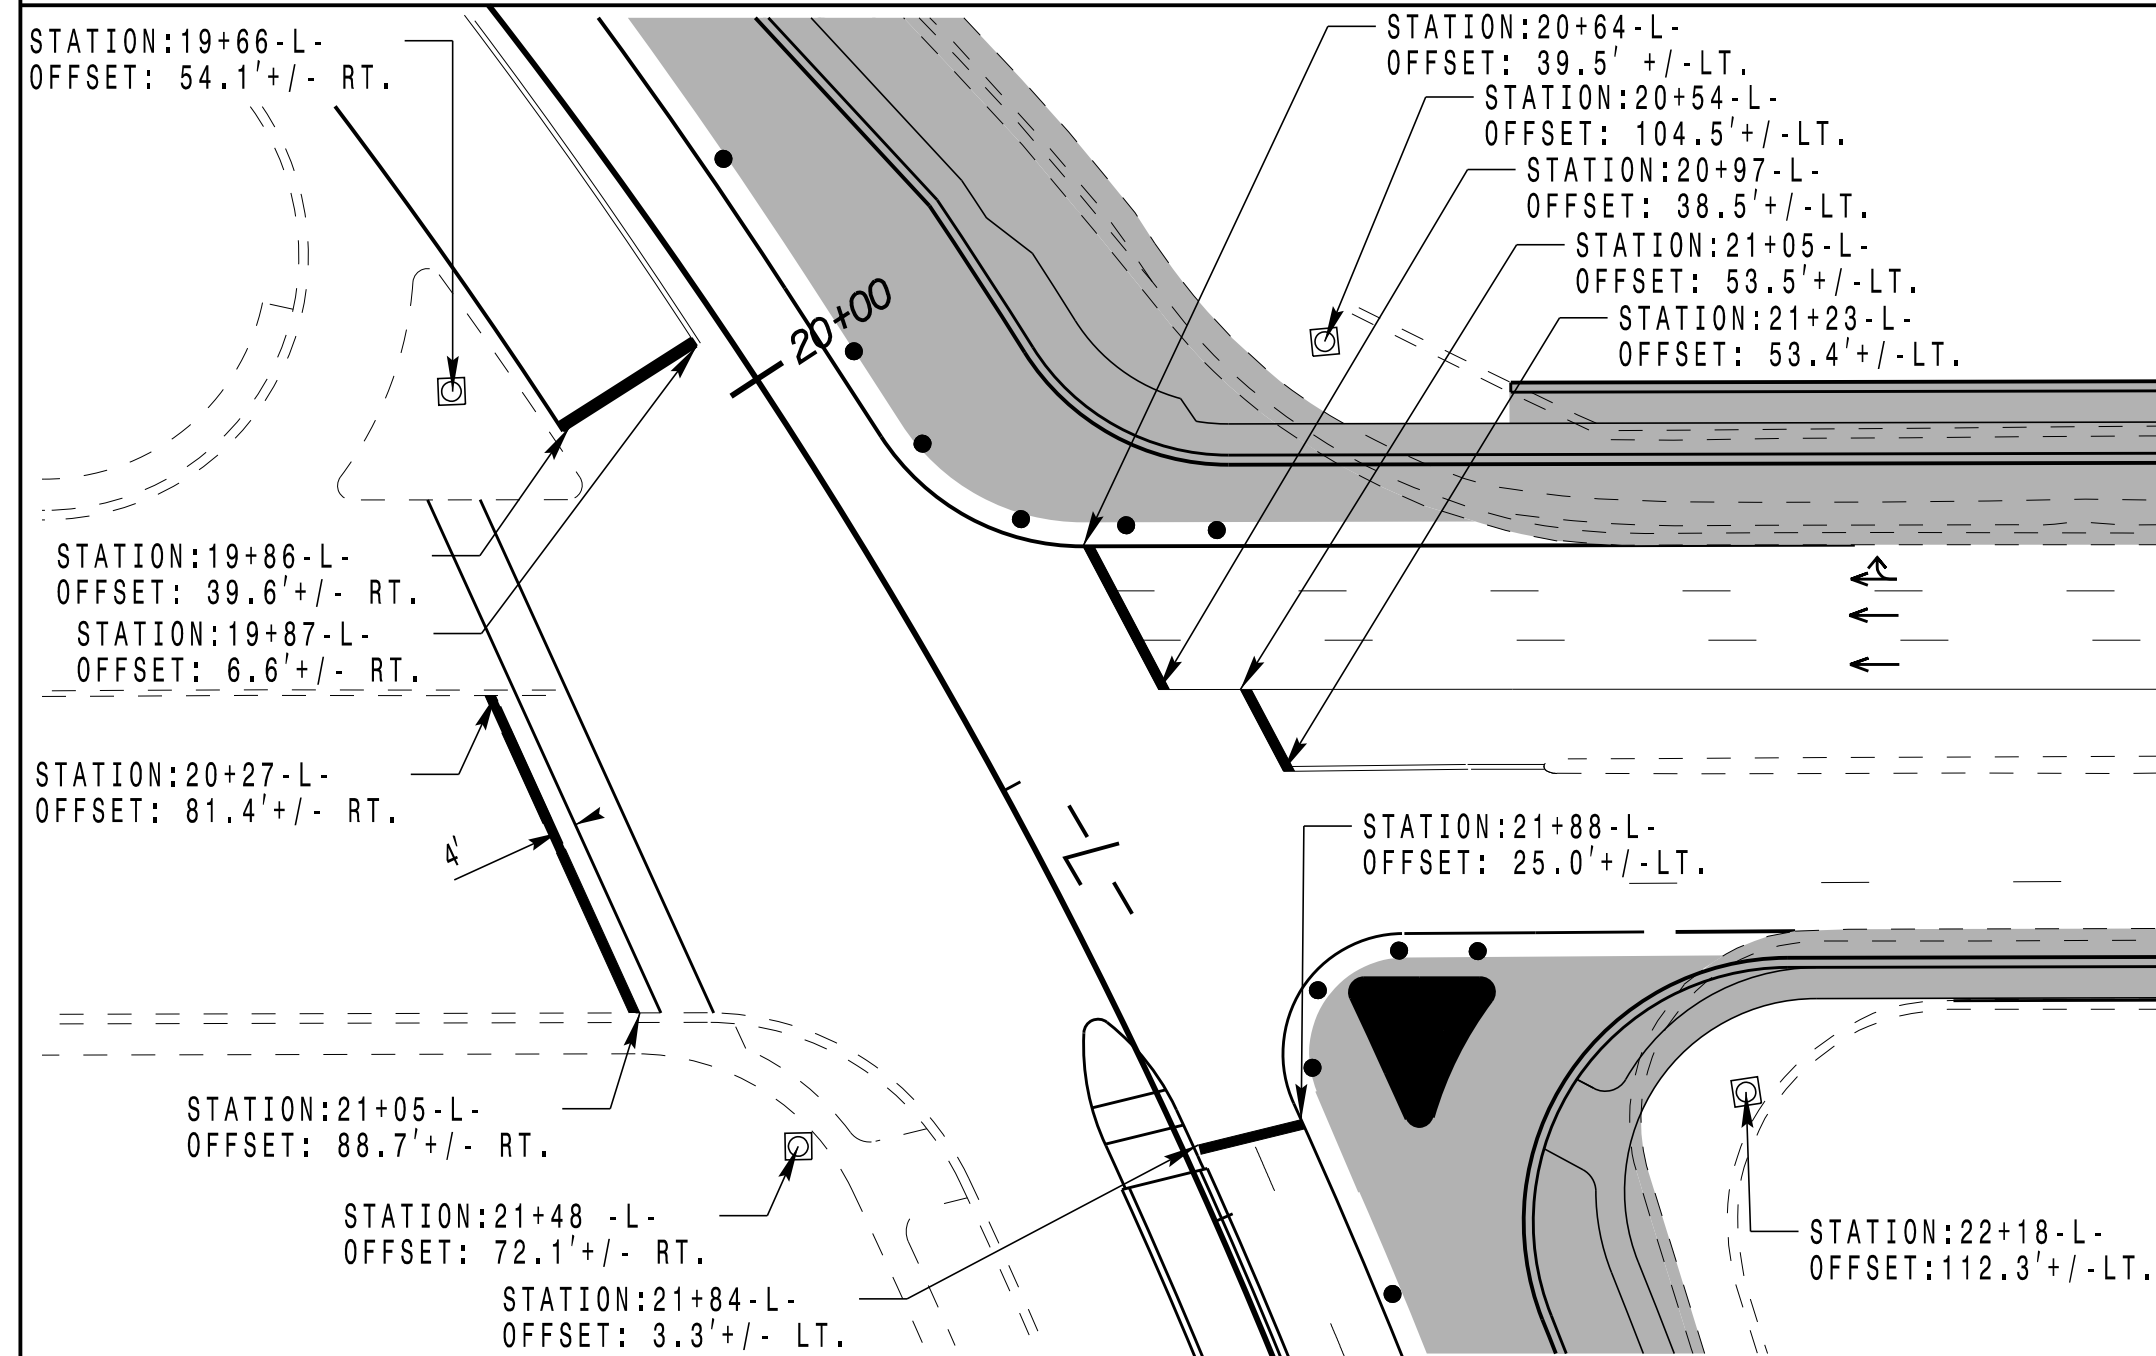 STATION:19+66-L-
OFFSET: 54.1'+/- RT.
STATION:20+64-L-
OFFSET: 39.5' +/-LT.
STATION:20+54-L-
OFFSET: 104.5'+/-LT.
STATION:20+97-L-
OFFSET: 38.5'+/-LT.
STATION:21+05-L-
OFFSET: 53.5'+/-LT.
STATION:21+23-L-
OFFSET: 53.4'+/-LT.
20+00
STATION:19+86-L-
OFFSET: 39.6'+/- RT.
STATION:19+87-L-
OFFSET: 6.6'+/- RT.
STATION:20+27-L-
OFFSET: 81.4'+/- RT.
4'
-L-
STATION:21+88-L-
OFFSET: 25.0'+/-LT.
STATION:21+05-L-
OFFSET: 88.7'+/- RT.
STATION:21+48 -L-
OFFSET: 72.1'+/- RT.
STATION:22+18-L-
OFFSET:112.3'+/-LT.
STATION:21+84-L-
OFFSET: 3.3'+/- LT.